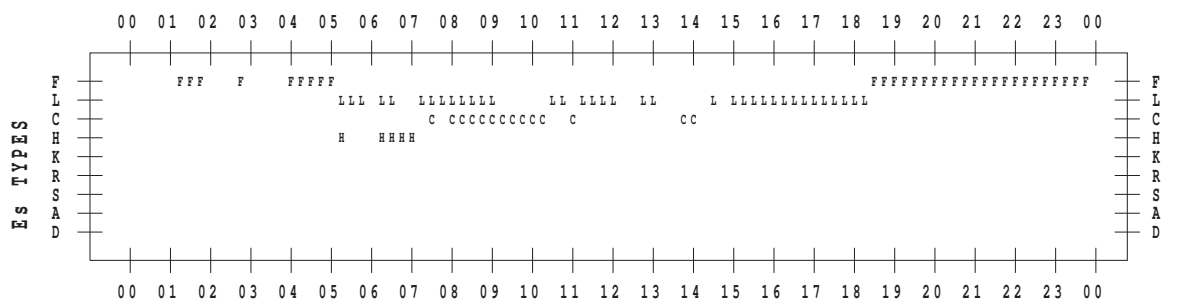 00 01 02 03 04 05 06 07 08 09 10 11 12 13 14 15 16 17 18 19 20 21 22 23 00
F FFF F FFFFF FFFFFFFFFFFFFFFFFFFFFF F
L LLL LL LLLLLLLL LL LLLL LL L LLLLLLLLLLLLLL L
C C CCCCCCCCCC C CC C
H H HHHH H
K K
R R
S S
A A
D D
Es TYPES
00 01 02 03 04 05 06 07 08 09 10 11 12 13 14 15 16 17 18 19 20 21 22 23 00